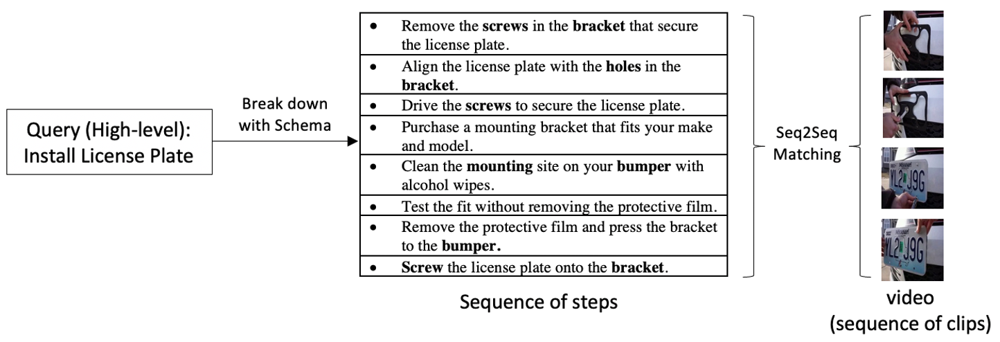 Query (High-level):
Install License Plate
Break down
with Schema
• Remove the screws in the bracket that secure
the license plate.
• Align the license plate with the holes in the
bracket.
• Drive the screws to secure the license plate.
• Purchase a mounting bracket that fits your make
and model.
• Clean the mounting site on your bumper with
alcohol wipes.
• Test the fit without removing the protective film.
• Remove the protective film and press the bracket
to the bumper.
• Screw the license plate onto the bracket.
Sequence of steps
Seq2Seq
Matching
YL2 J9G
YL2 J9G
video
(sequence of clips)